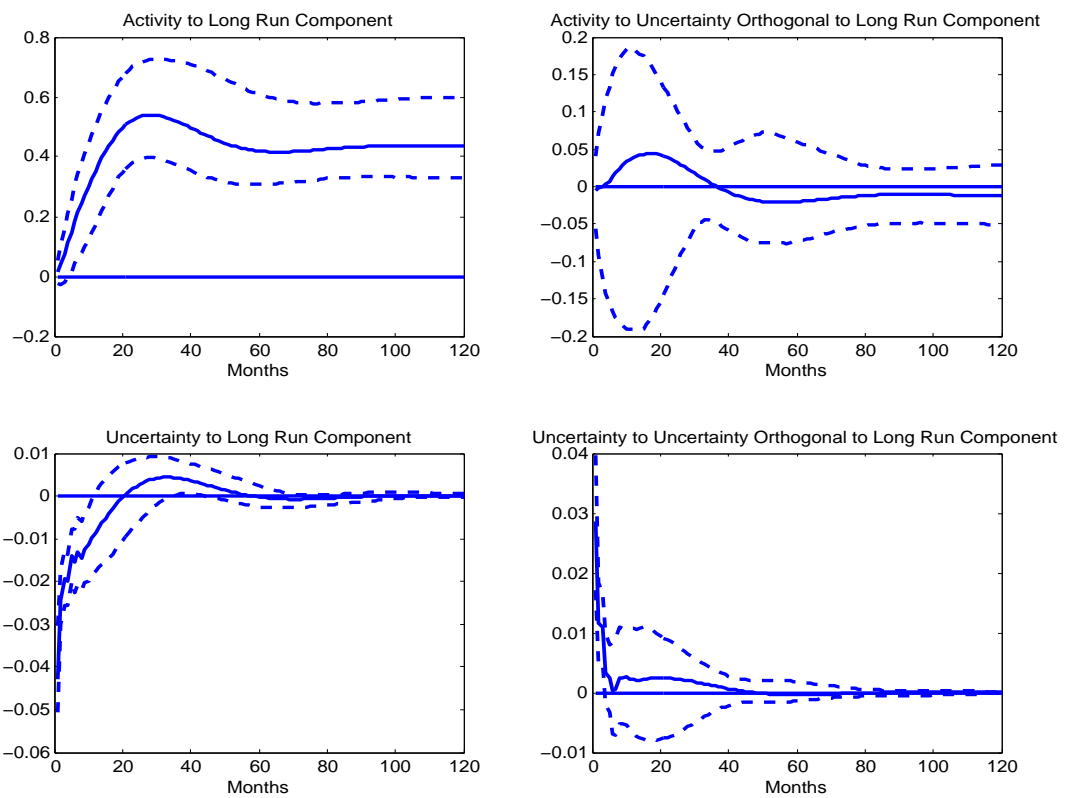 Activity to Long Run Component
0.8
0.6
0.4
0.2
0
−0.2
0 20 40 60 80 100 120
Months
Activity to Uncertainty Orthogonal to Long Run Component
0.2
0.15
0.1
0.05
0
−0.05
−0.1
−0.15
−0.2
0 20 40 60 80 100 120
Months
Uncertainty to Long Run Component
0.01
0
−0.01
−0.02
−0.03
−0.04
−0.05
−0.06
0 20 40 60 80 100 120
Months
Uncertainty to Uncertainty Orthogonal to Long Run Component
0.04
0.03
0.02
0.01
0
−0.01
0 20 40 60 80 100 120
Months